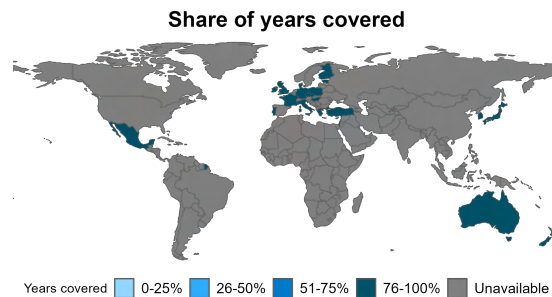 Share of years covered
Years covered 0-25% 26-50% 51-75% 76-100% Unavailable